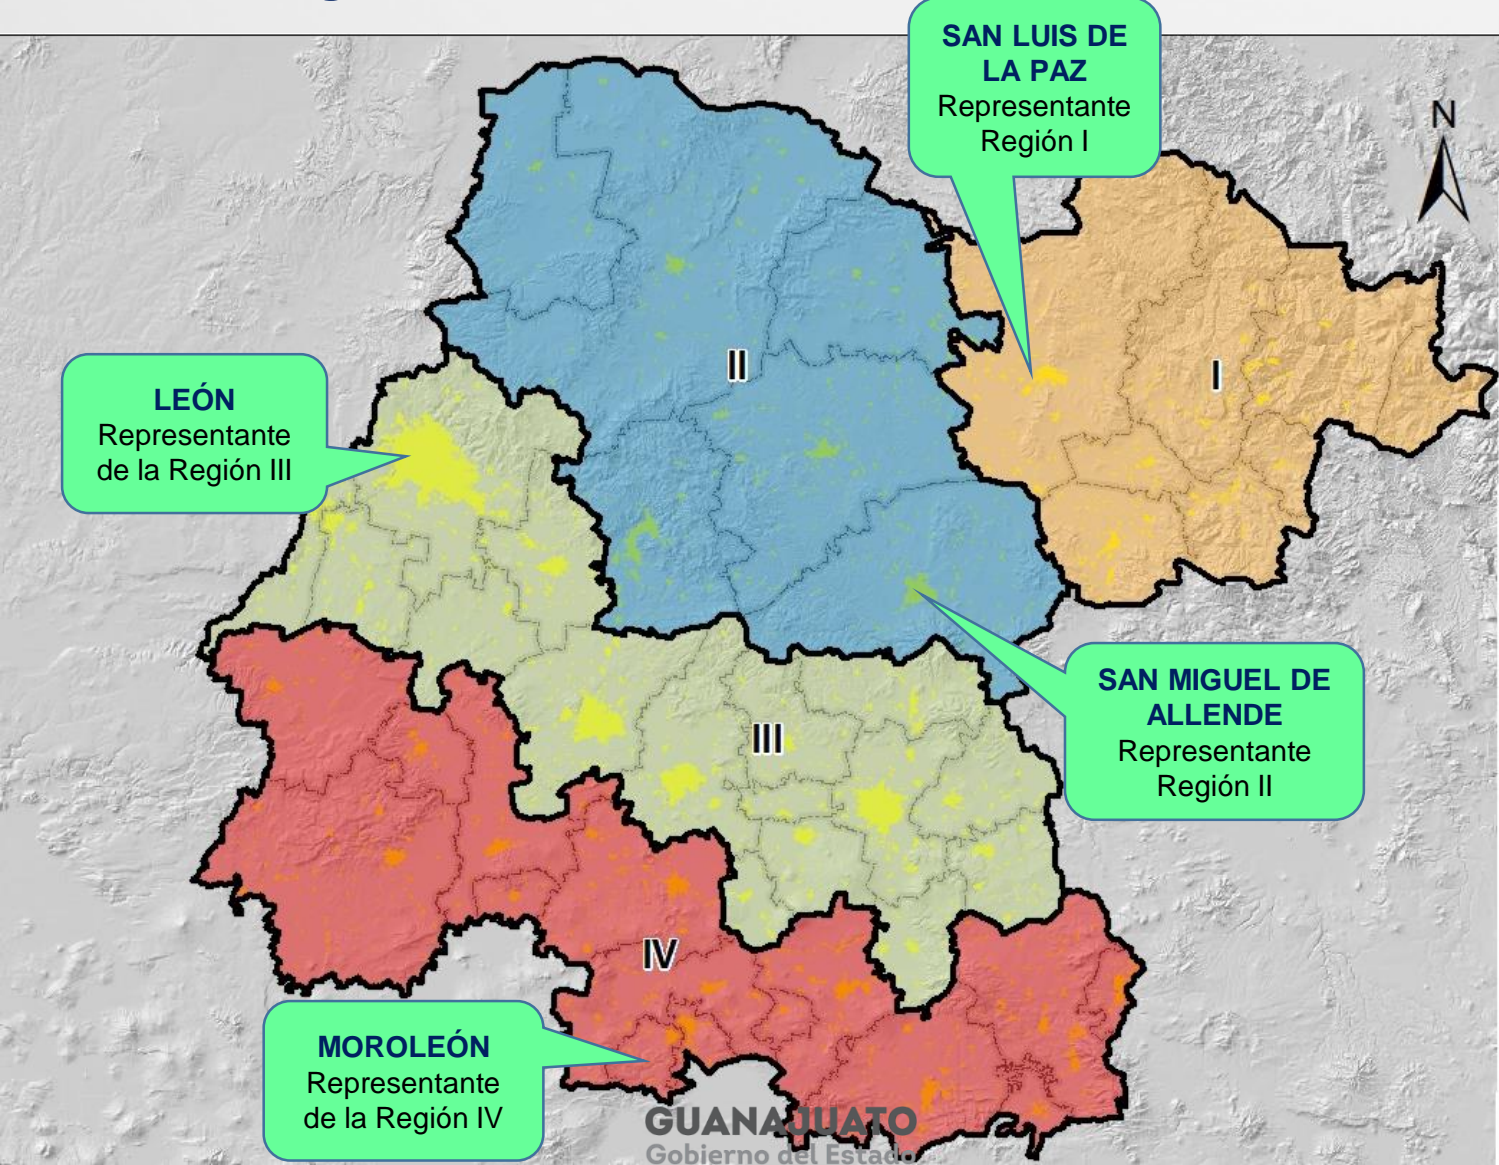 SAN LUIS DE
LA PAZ
Representante
Región I
N
II
I
LEÓN
Representante
de la Región III
SAN MIGUEL DE
ALLENDE
Representante
Región II
III
IV
MOROLEÓN
Representante
de la Región IV
GUANAJUATO
Gobierno del Estado